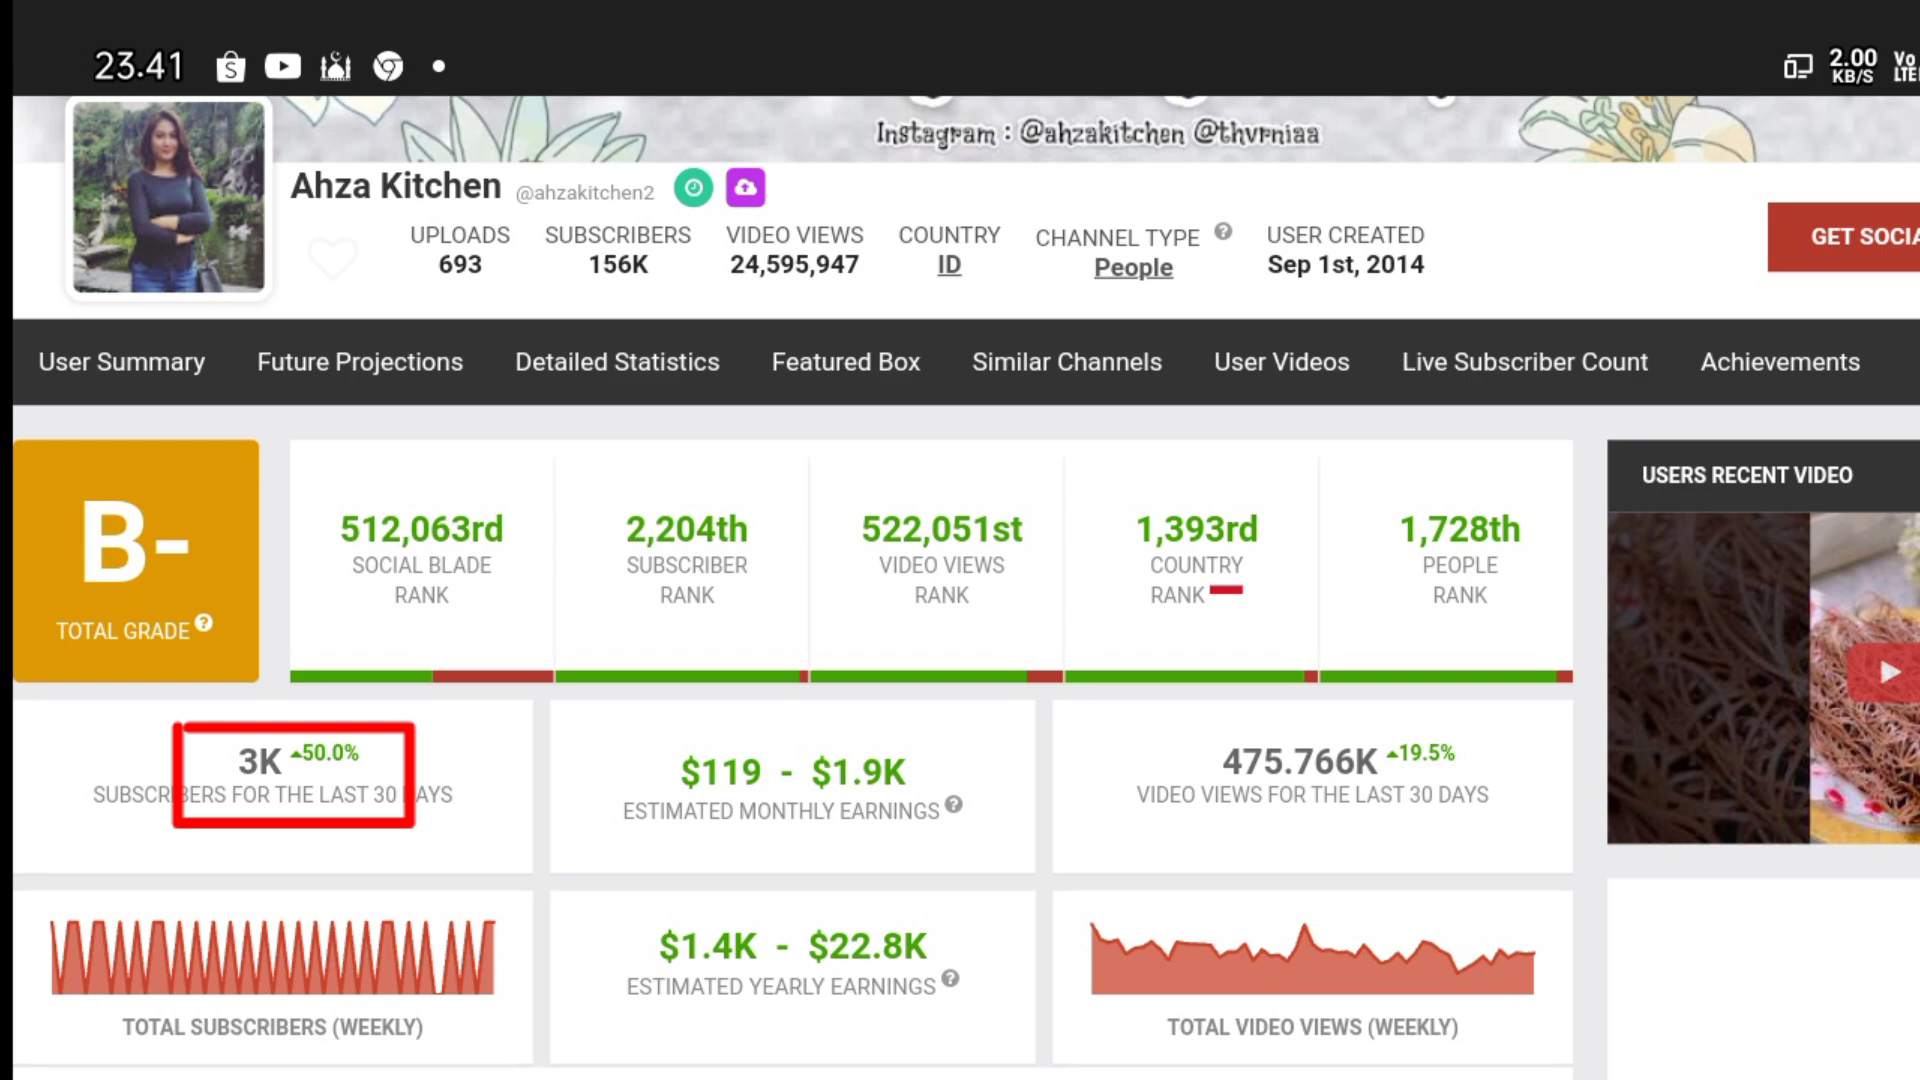 23.41
2.00
KB/S
Vo
LTE
Instagram : @ahzakitchen @thvrniaa
Ahza Kitchen @ahzakitchen2
UPLOADS SUBSCRIBERS VIDEO VIEWS COUNTRY CHANNEL TYPE USER CREATED
693 156K 24,595,947 ID People Sep 1st, 2014
GET SOCIA
User Summary Future Projections Detailed Statistics Featured Box Similar Channels User Videos Live Subscriber Count Achievements
B-
TOTAL GRADE
512,063rd
SOCIAL BLADE
RANK
2,204th
SUBSCRIBER
RANK
522,051st
VIDEO VIEWS
RANK
1,393rd
COUNTRY
RANK
1,728th
PEOPLE
RANK
USERS RECENT VIDEO
3K 50.0%
SUBSCRIBERS FOR THE LAST 30 DAYS
$119 - $1.9K
ESTIMATED MONTHLY EARNINGS
475.766K 19.5%
VIDEO VIEWS FOR THE LAST 30 DAYS
TOTAL SUBSCRIBERS (WEEKLY)
$1.4K - $22.8K
ESTIMATED YEARLY EARNINGS
TOTAL VIDEO VIEWS (WEEKLY)